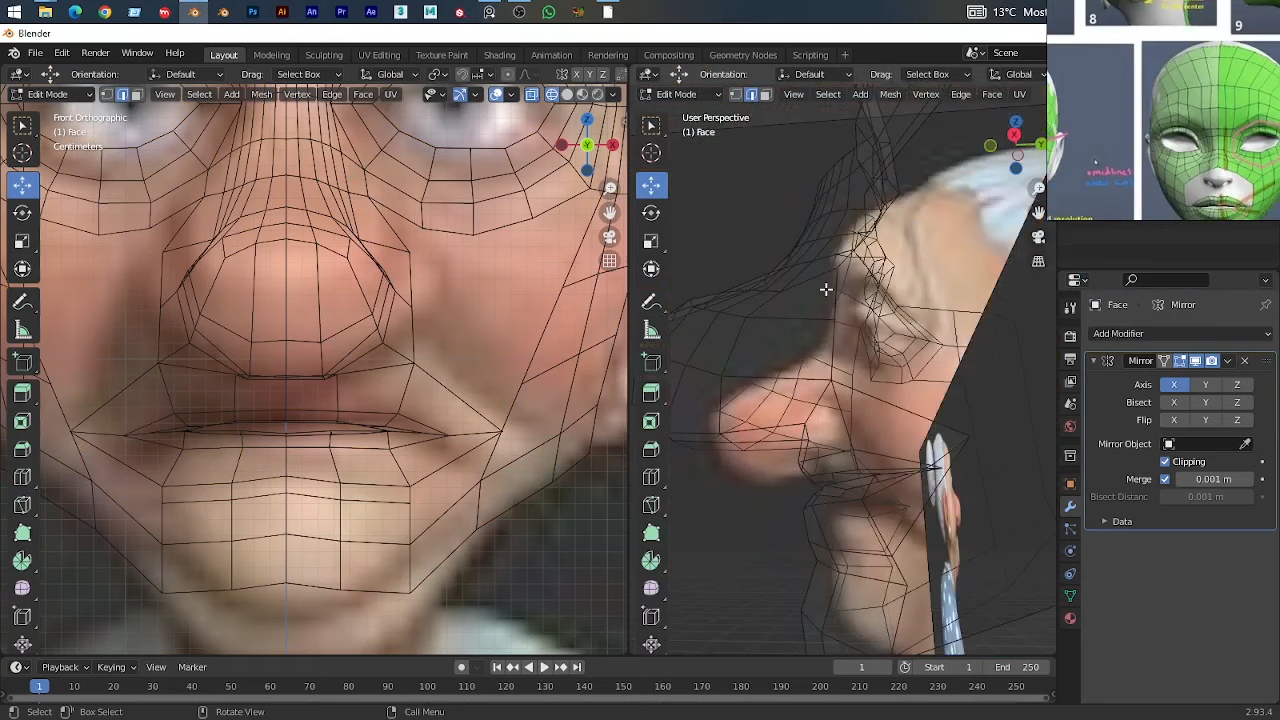 13°C Most
Blender
File Edit Render Window Help
Layout Modeling Sculpting UV Editing Texture Paint Shading Animation Rendering Compositing Geometry Nodes Scripting
Scene
Orientation: Default Drag: Select Box Global X Y Z
Orientation: Default Drag: Select Box Global
Edit Mode View Select Add Mesh Vertex Edge Face UV
Edit Mode View Select Add Mesh Vertex Edge Face UV
Front Orthographic
(1) Face
Centimeters
User Perspective
(1) Face
Z
X
Y
Z
X
Y
8
9
Face Mirror
Add Modifier
Mirror
Axis X Y Z
Bisect X Y Z
Flip X Y Z
Mirror Object
Clipping
Merge 0.001 m
Bisect Distanc 0.001 m
Data
Playback Keying View Marker
1
Start 1
End 250
1 10 20 30 40 50 60 70 80 90 100 110 120 130 140 150 160 170 180 190 200 210 220 230 240 250
Select Box Select Rotate View Call Menu
2.93.4